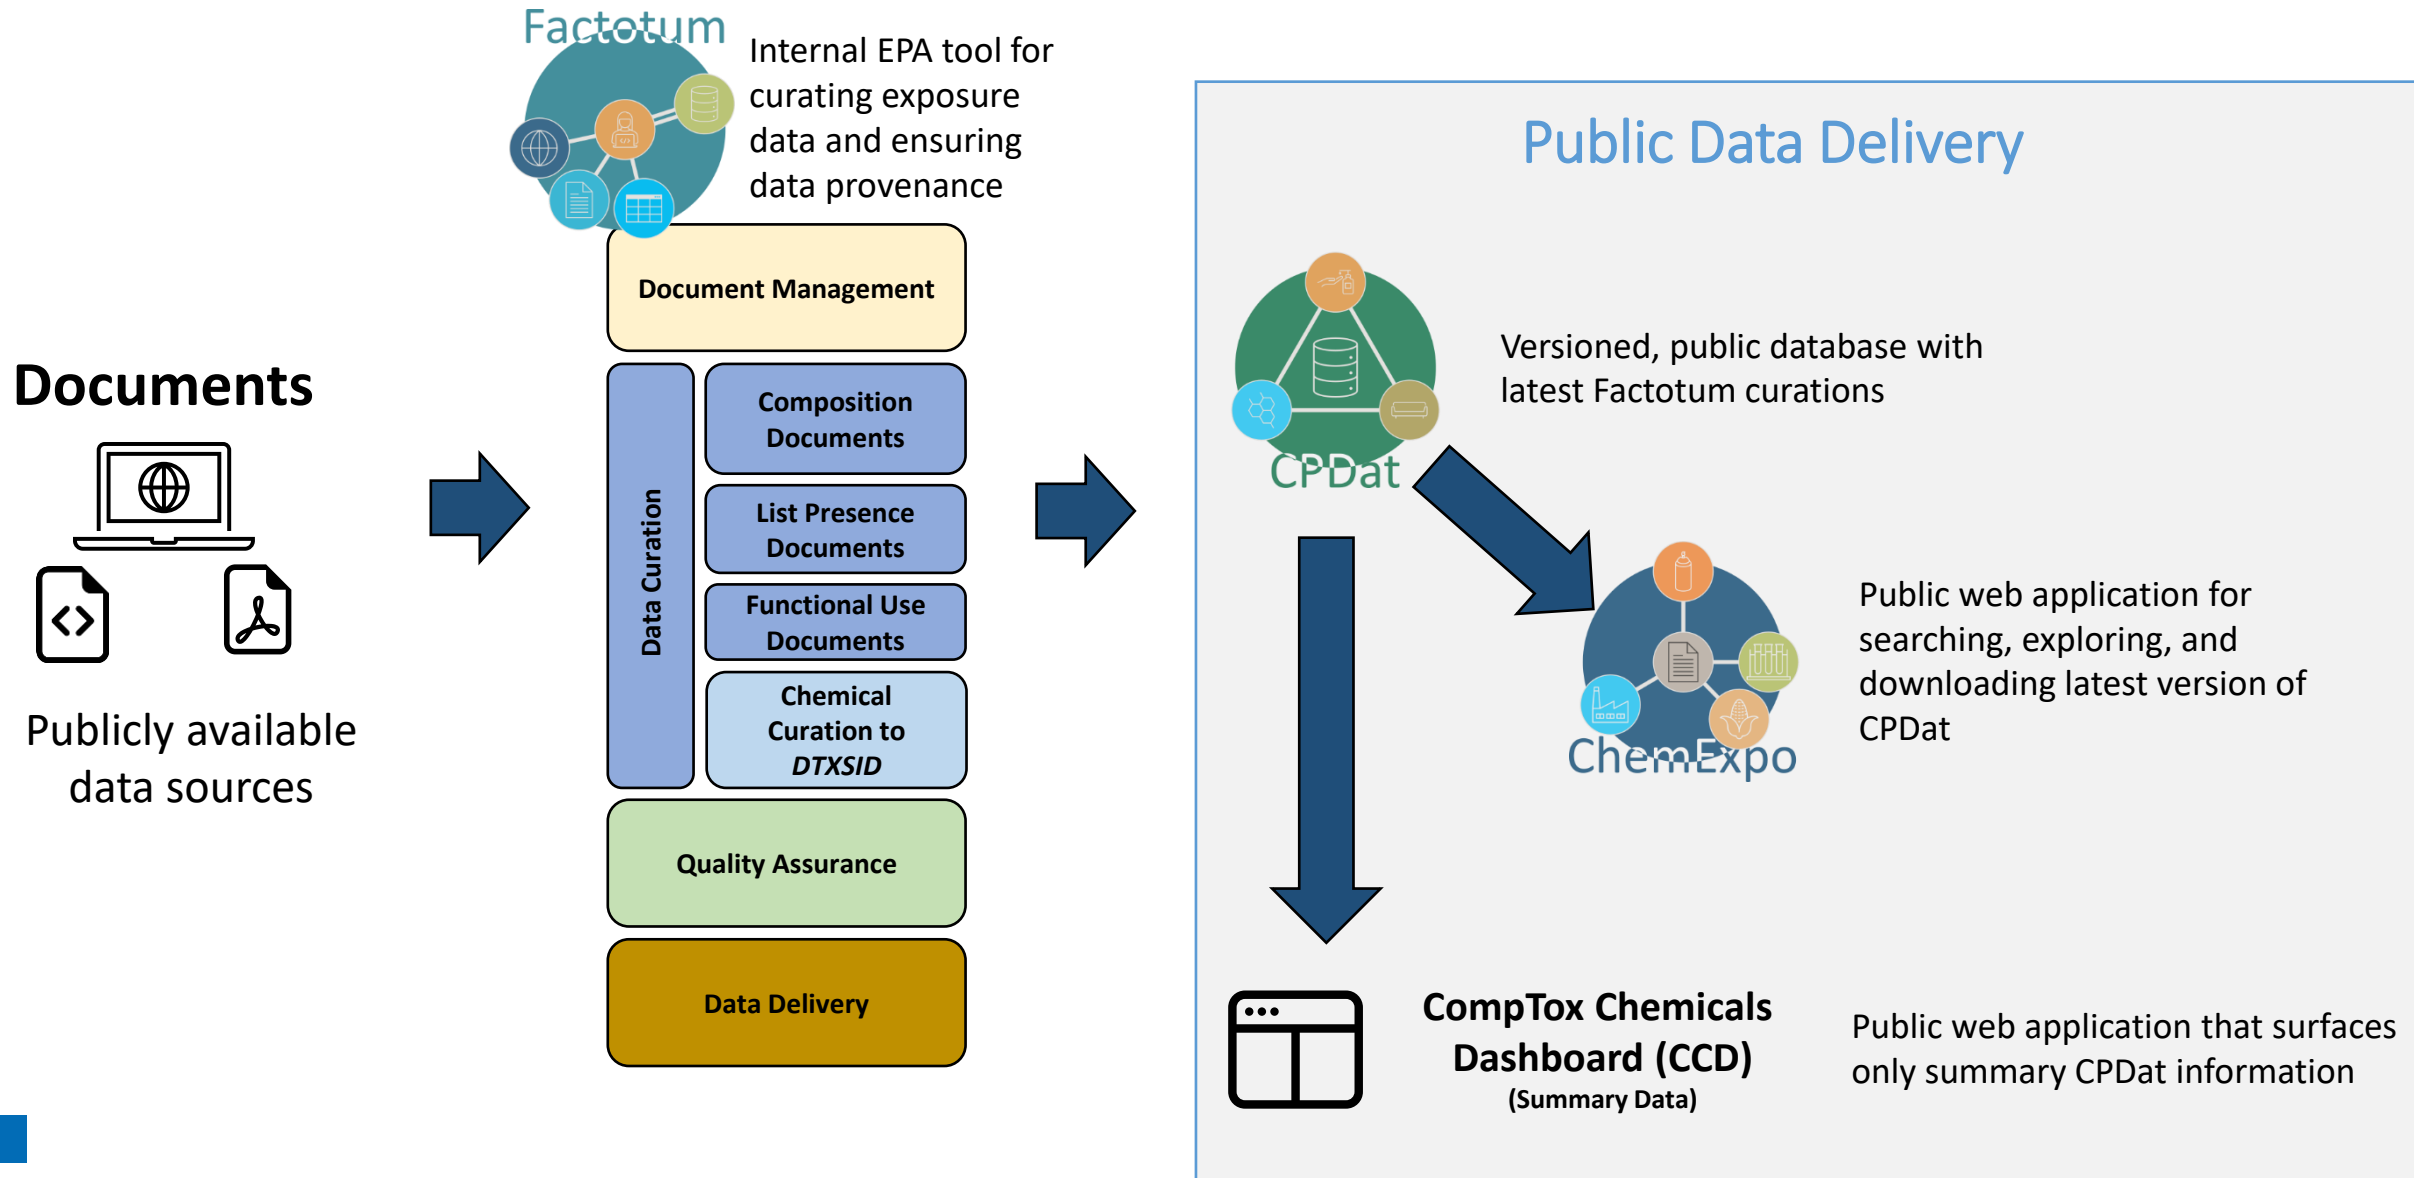 Factotum
Internal EPA tool for
curating exposure
data and ensuring
data provenance
Documents
Publicly available
data sources
Document Management
Data Curation
Composition
Documents
List Presence
Documents
Functional Use
Documents
Chemical
Curation to
DTXSID
Quality Assurance
Data Delivery
Public Data Delivery
CPDat
Versioned, public database with
latest Factotum curations
ChemExpo
Public web application for
searching, exploring, and
downloading latest version of
CPDat
CompTox Chemicals
Dashboard (CCD)
(Summary Data)
Public web application that surfaces
only summary CPDat information